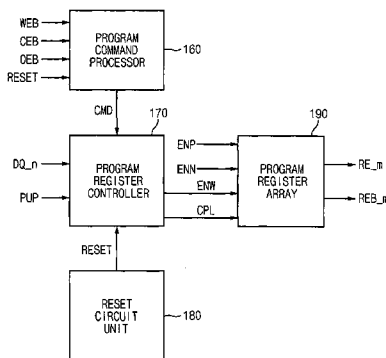 WEB
CEB
OEB
RESET
PROGRAM
COMMAND
PROCESSOR
160
CMD
170
190
DQ_n
PUP
PROGRAM
REGISTER
CONTROLLER
ENP
ENN
ENW
CPL
PROGRAM
REGISTER
ARRAY
RE_m
REB_m
RESET
RESET
CIRCUIT
UNIT
180